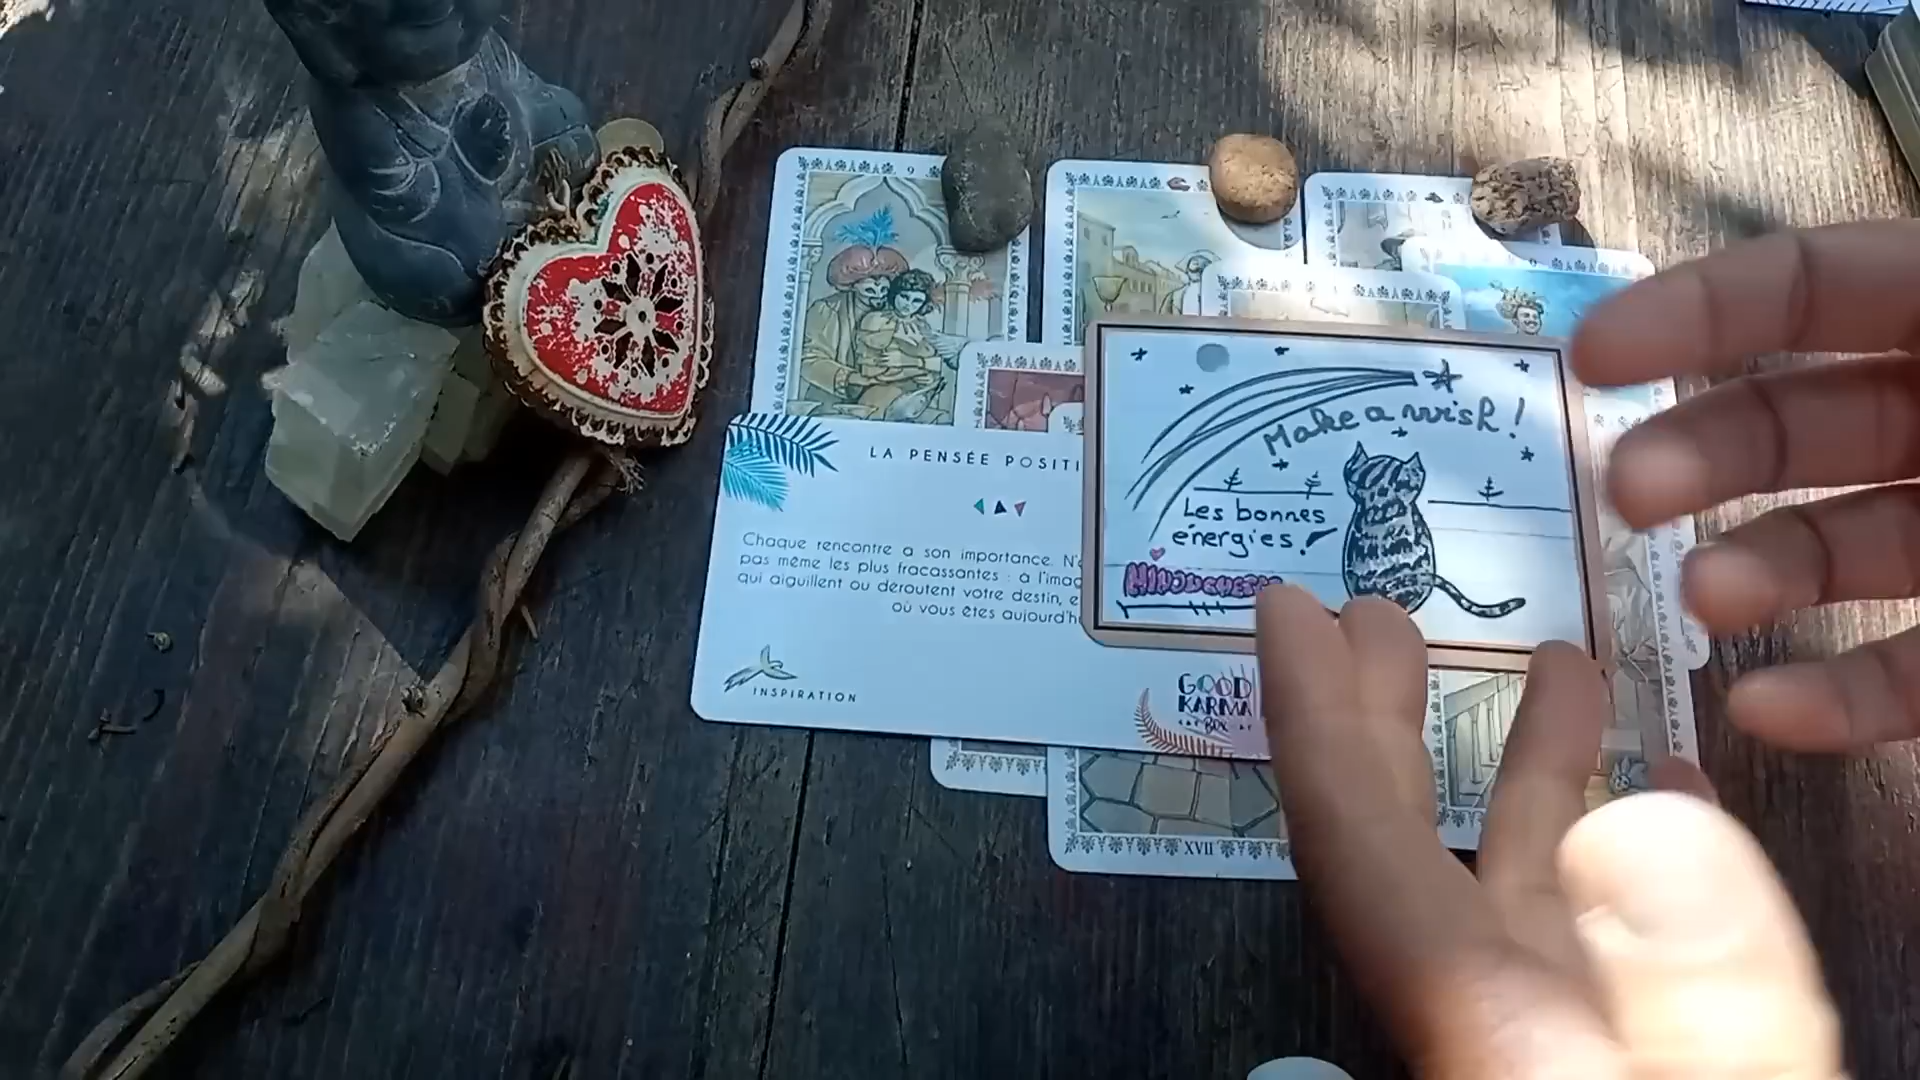 9
LA PENSÉE POSITI
Chaque rencontre a son importance. N'
pas même les plus fracassantes : à l'imag
qui aiguillent ou déroutent votre destin, e
où vous êtes aujourd'h
INSPIRATION
GOOD
KARMA
BOX
Make a wish!
Les bonnes
énergies!
XVII